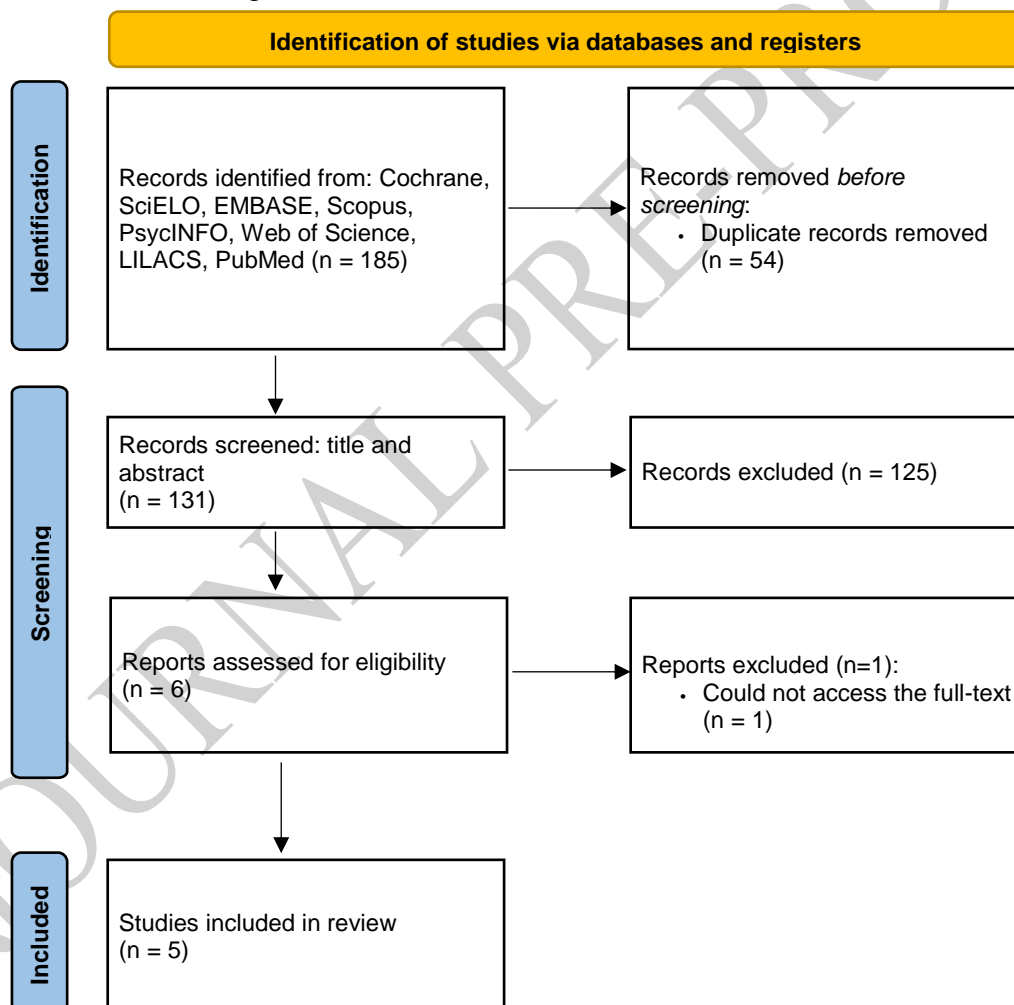 Identification of studies via databases and registers
Identification
Records identified from: Cochrane,
SciELO, EMBASE, Scopus,
PsycINFO, Web of Science,
LILACS, PubMed (n = 185)
Records removed before
screening:
• Duplicate records removed
(n = 54)
Screening
Records screened: title and
abstract
(n = 131)
Records excluded (n = 125)
Reports assessed for eligibility
(n = 6)
Reports excluded (n=1):
• Could not access the full-text
(n = 1)
Included
Studies included in review
(n = 5)
JOURNAL PRE-PRO